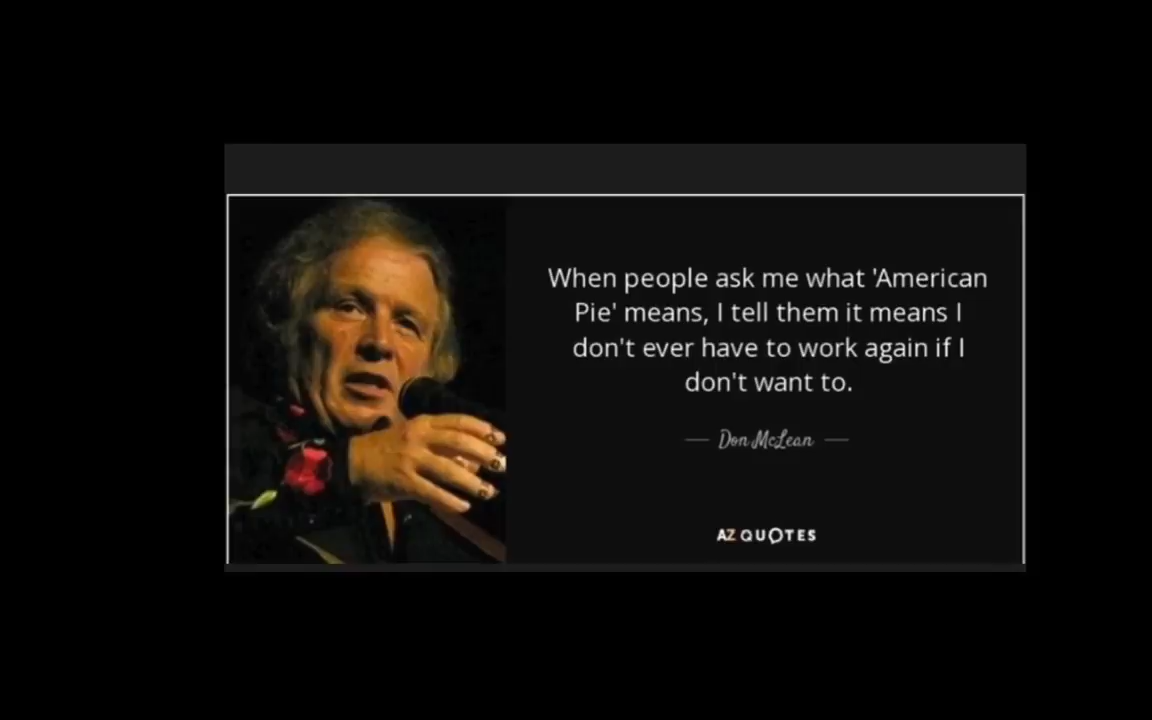 When people ask me what 'American
Pie' means, I tell them it means I
don't ever have to work again if I
don't want to.
— Don McLean —
AZ QUOTES